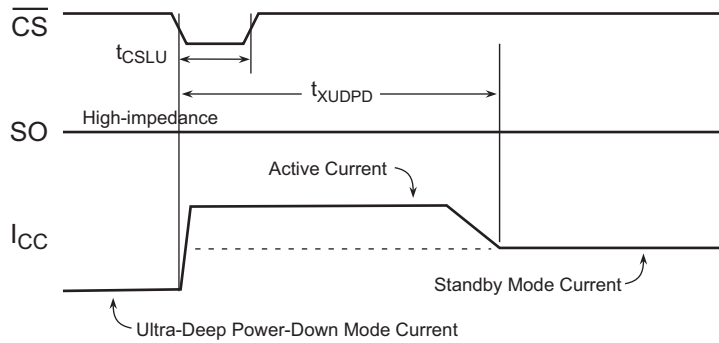 CS
tCSLU
tXUDPD
High-impedance
SO
Active Current
ICC
Standby Mode Current
Ultra-Deep Power-Down Mode Current